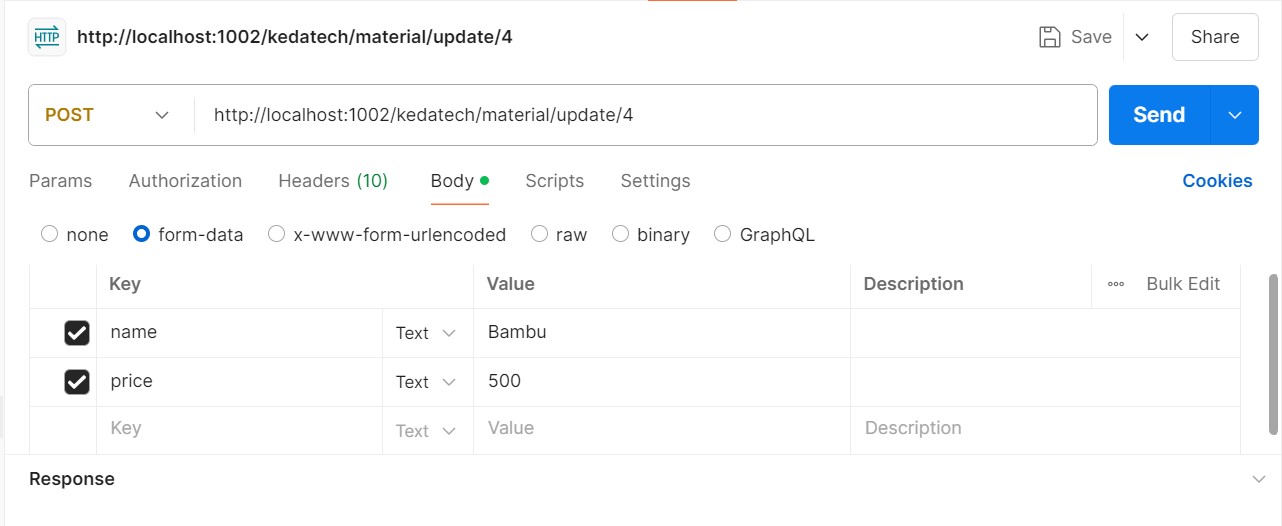 HTTP http://localhost:1002/kedatech/material/update/4 Save Share
POST http://localhost:1002/kedatech/material/update/4 Send
Params Authorization Headers (10) Body Scripts Settings Cookies
none form-data x-www-form-urlencoded raw binary GraphQL
Key Value Description Bulk Edit
name Text Bambu
price Text 500
Key Text Value Description
Response